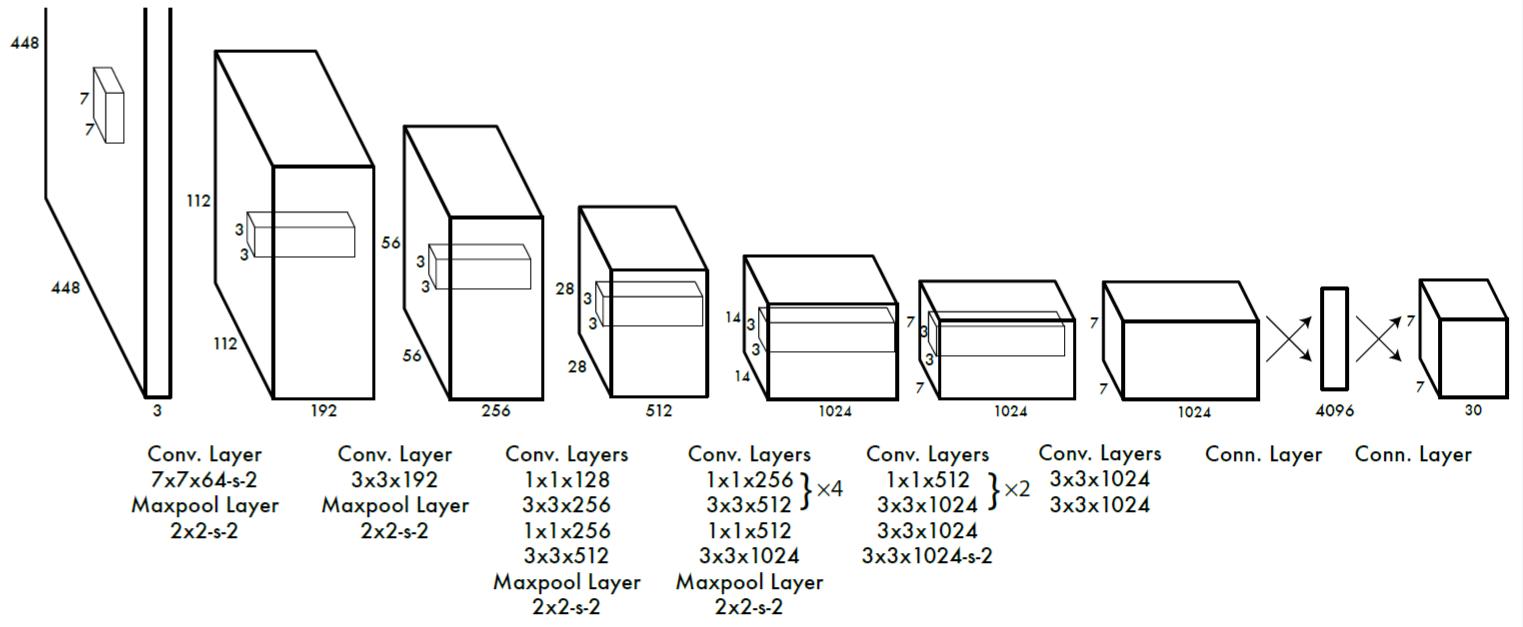 448
7
7
448
3
112
3
3
112
192
56
3
3
56
256
28
3
3
28
512
14
3
3
14
1024
7
3
3
7
1024
7
7
1024
4096
7
7
30
Conv. Layer
7x7x64-s-2
Maxpool Layer
2x2-s-2
Conv. Layer
3x3x192
Maxpool Layer
2x2-s-2
Conv. Layers
1x1x128
3x3x256
1x1x256
3x3x512
Maxpool Layer
2x2-s-2
Conv. Layers
1x1x256
3x3x512
} ×4
1x1x512
3x3x1024
Maxpool Layer
2x2-s-2
Conv. Layers
1x1x512
3x3x1024
} ×2
3x3x1024
3x3x1024-s-2
Conv. Layers
3x3x1024
3x3x1024
Conn. Layer
Conn. Layer